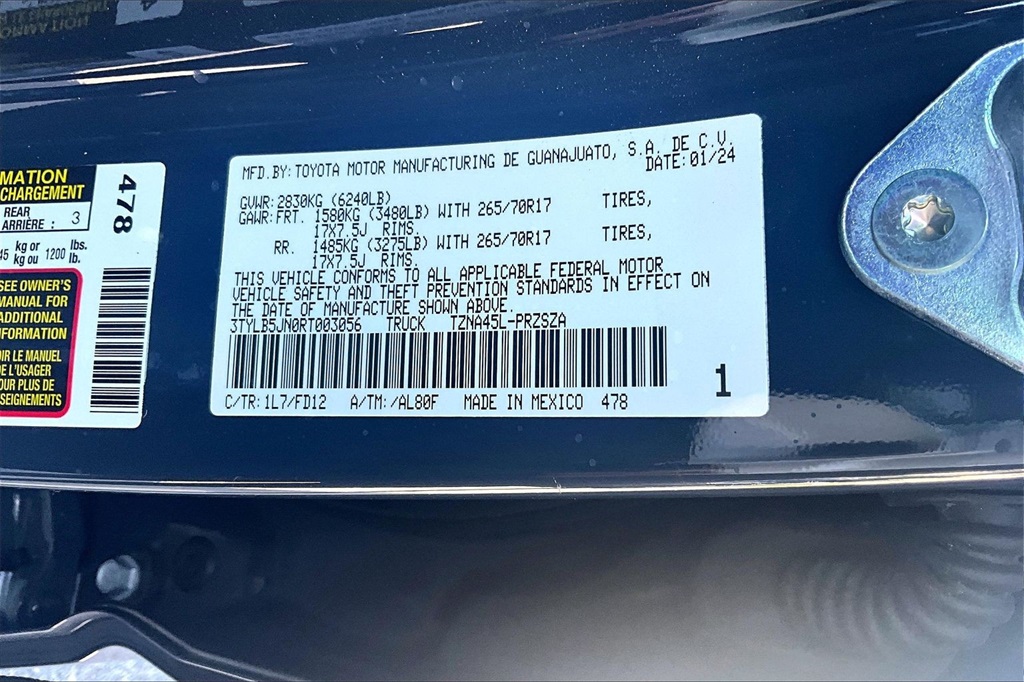 MATION
CHARGEMENT
REAR
ARRIÈRE : 3
45 kg or
kg ou 1200 lbs.
lb.
SEE OWNER'S
MANUAL FOR
ADDITIONAL
INFORMATION
IR LE MANUEL
E L'USAGER
OUR PLUS DE
SEIGNEMENTS
478
MFD.BY:TOYOTA MOTOR MANUFACTURING DE GUANAJUATO, S.A. DE C.V.
DATE:01/24
GVWR:2830KG (6240LB)
GAWR:FRT. 1580KG (3480LB) WITH 265/70R17 TIRES,
17X7.5J RIMS.
RR. 1485KG (3275LB) WITH 265/70R17 TIRES,
17X7.5J RIMS.
THIS VEHICLE CONFORMS TO ALL APPLICABLE FEDERAL MOTOR
VEHICLE SAFETY AND THEFT PREVENTION STANDARDS IN EFFECT ON
THE DATE OF MANUFACTURE SHOWN ABOVE.
3TYLB5JN0RT003056 TRUCK TZNA45L-PRZSZA
1
C/TR:1L7/FD12 A/TM:/AL80F MADE IN MEXICO 478